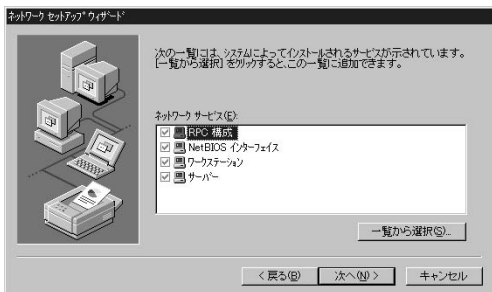 ネットワーク セットアップ ウィザード
次の一覧には、システムによってインストールされるサービスが示されています。
[一覧から選択] をクリックすると、この一覧に追加できます。
ネットワーク サービス(E):
RPC 構成
NetBIOS インターフェイス
ワークステーション
サーバー
一覧から選択(S)...
< 戻る(B)
次へ(N) >
キャンセル